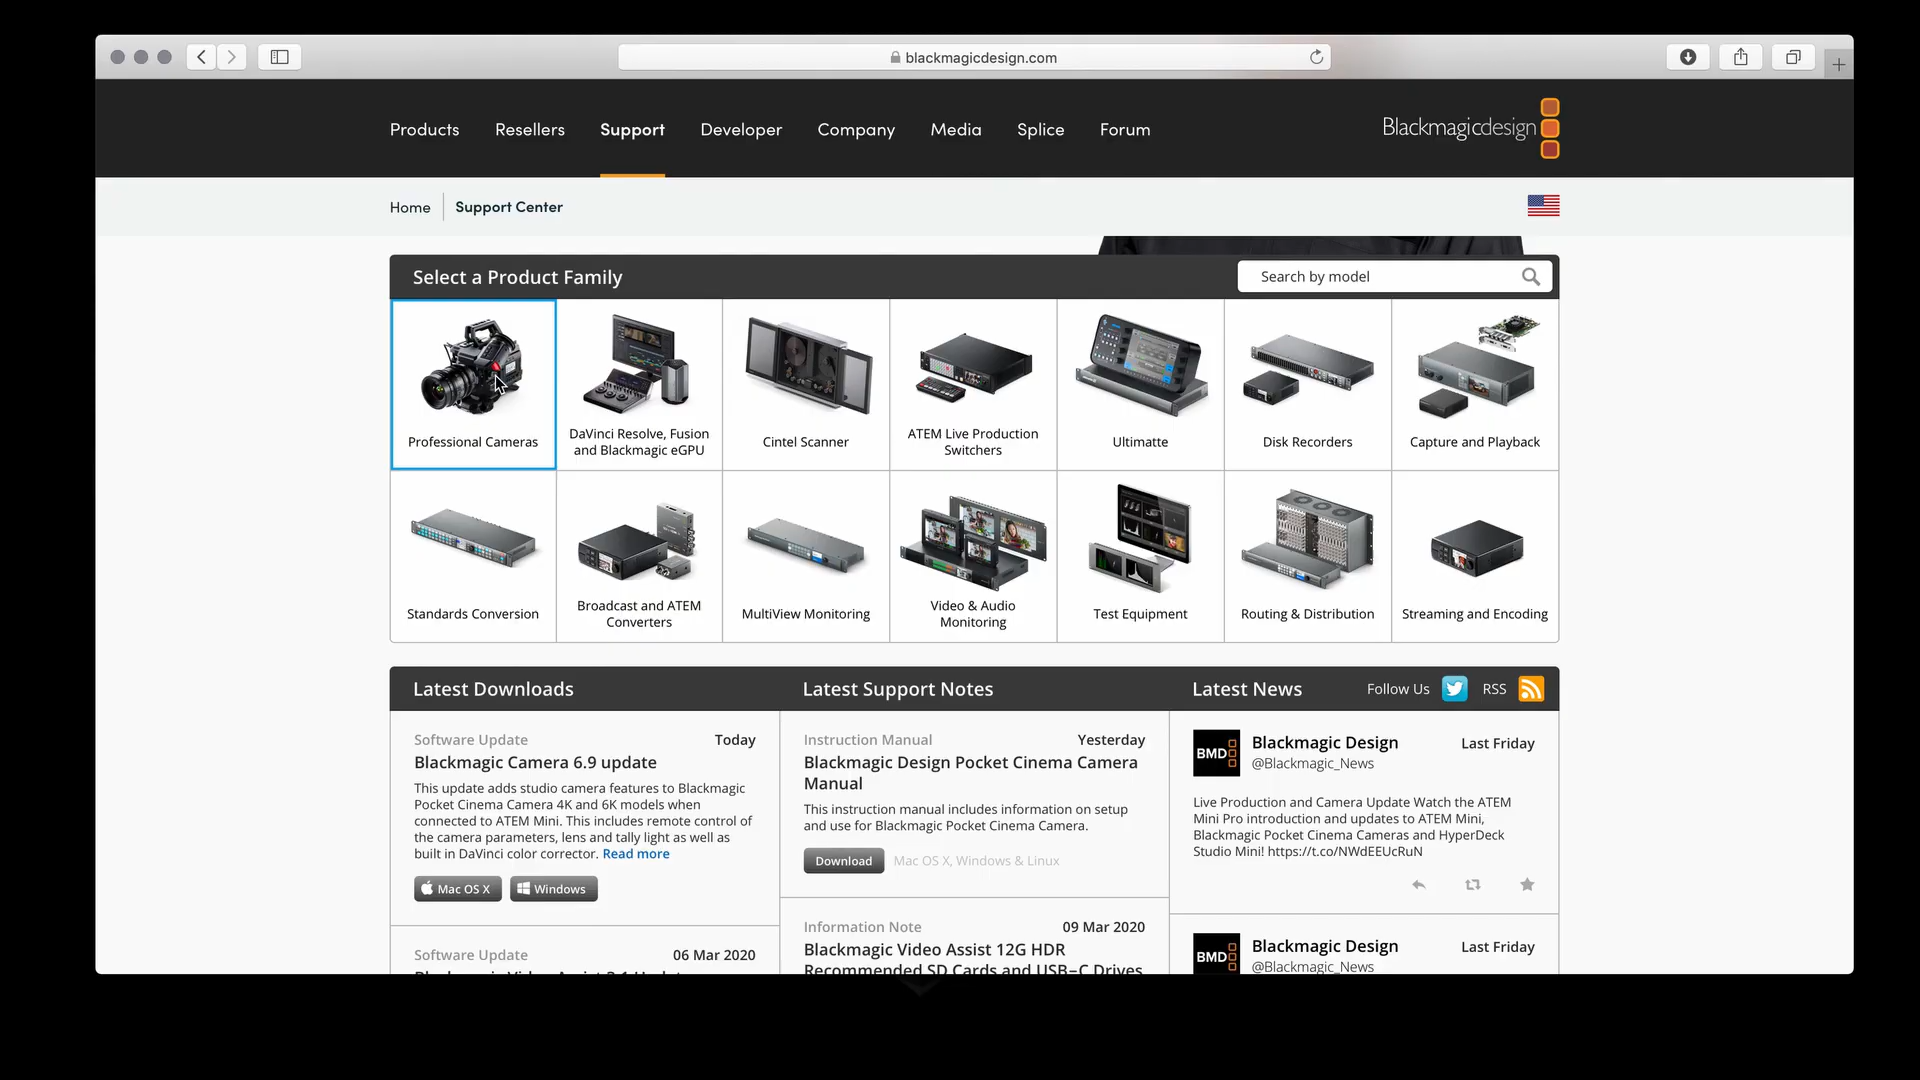 blackmagicdesign.com
Products
Resellers
Support
Developer
Company
Media
Splice
Forum
Blackmagicdesign
Home
Support Center
Select a Product Family
Search by model
Professional Cameras
DaVinci Resolve, Fusion
and Blackmagic eGPU
Cintel Scanner
ATEM Live Production
Switchers
Ultimatte
Disk Recorders
Capture and Playback
Standards Conversion
Broadcast and ATEM
Converters
MultiView Monitoring
Video & Audio
Monitoring
Test Equipment
Routing & Distribution
Streaming and Encoding
Latest Downloads
Software Update
Today
Blackmagic Camera 6.9 update
This update adds studio camera features to Blackmagic
Pocket Cinema Camera 4K and 6K models when
connected to ATEM Mini. This includes remote control of
the camera parameters, lens and tally light as well as
built in DaVinci color corrector. Read more
Mac OS X
Windows
Software Update
06 Mar 2020
Latest Support Notes
Instruction Manual
Yesterday
Blackmagic Design Pocket Cinema Camera
Manual
This instruction manual includes information on setup
and use for Blackmagic Pocket Cinema Camera.
Download
Mac OS X, Windows & Linux
Information Note
09 Mar 2020
Blackmagic Video Assist 12G HDR
Recommended SD Cards and USB–C Drives
Latest News
Follow Us
RSS
BMD
Blackmagic Design
Last Friday
@Blackmagic_News
Live Production and Camera Update Watch the ATEM
Mini Pro introduction and updates to ATEM Mini,
Blackmagic Pocket Cinema Cameras and HyperDeck
Studio Mini! https://t.co/NWdEEUcRuN
BMD
Blackmagic Design
Last Friday
@Blackmagic_News